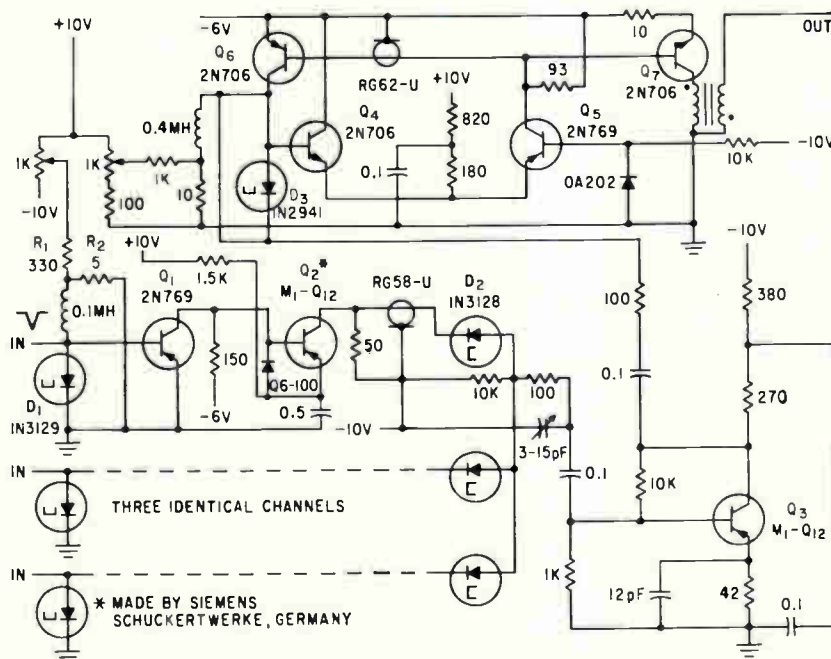 +10V
-6V
Q6
2N706
RG62-U
10
OUT
Q7
2N706
93
+10V
Q4
2N706
820
Q5
2N769
0.4MH
1K
1K
1K
0.1
180
-10V
10K
-10V
100
10
D3
1N2941
OA202
R1
330
R2
5
+10V
Q1
2N769
1.5K
Q2*
M1-Q12
RG58-U
D2
1N3128
-10V
100
380
0.1MH
IN
150
50
0.1
Q6-100
10K
100
270
D1
1N3129
-6V
0.5
-10V
3-15pF
0.1
10K
IN
THREE IDENTICAL CHANNELS
Q3
M1-Q12
IN
1K
12pF
42
0.1
* MADE BY SIEMENS
SCHUCKERTWERKE, GERMANY